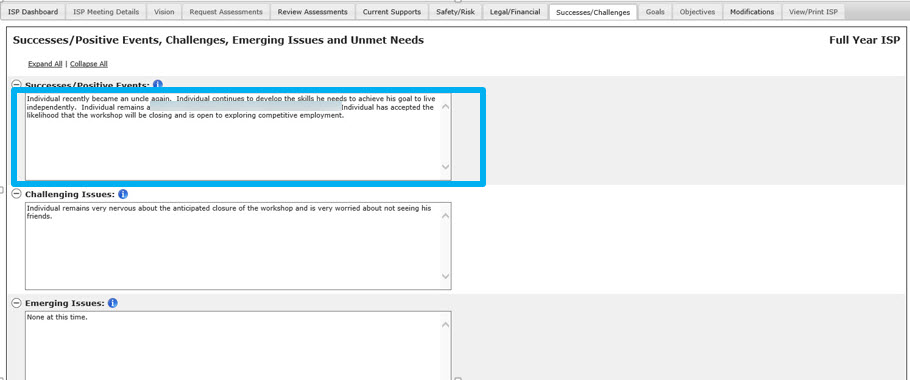 ISP Dashboard ISP Meeting Details Vision Request Assessments Review Assessments Current Supports Safety/Risk Legal/Financial Successes/Challenges Goals Objectives Modifications View/Print ISP
Successes/Positive Events, Challenges, Emerging Issues and Unmet Needs Full Year ISP
Expand All | Collapse All
Successes/Positive Events:
Individual recently became an uncle again. Individual continues to develop the skills he needs to achieve his goal to live
independently. Individual remains a Individual has accepted the
likelihood that the workshop will be closing and is open to exploring competitive employment.
Challenging Issues:
Individual remains very nervous about the anticipated closure of the workshop and is very worried about not seeing his
friends.
Emerging Issues:
None at this time.